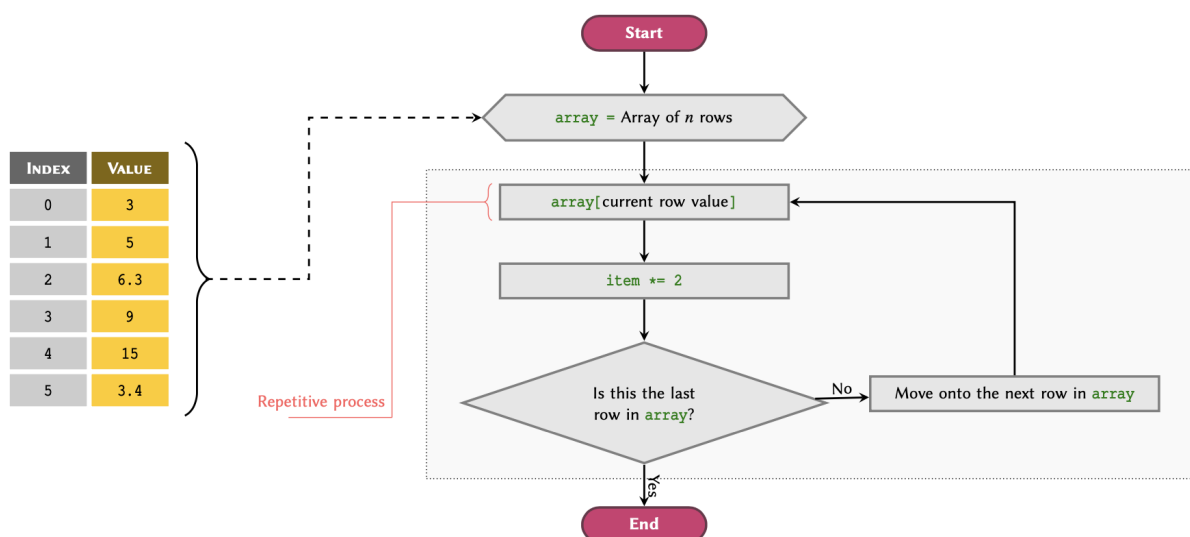 Start
array = Array of n rows
INDEX VALUE
0 3
1 5
2 6.3
3 9
4 15
5 3.4
array[current row value]
item *= 2
Repetitive process
Is this the last
row in array?
No
Move onto the next row in array
Yes
End